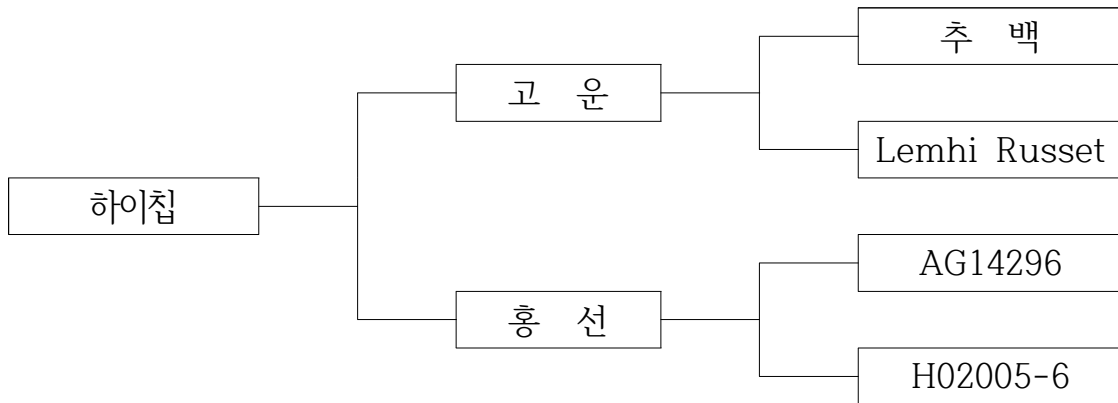 추 백
고 운
Lemhi Russet
하이칩
AG14296
홍 선
H02005-6